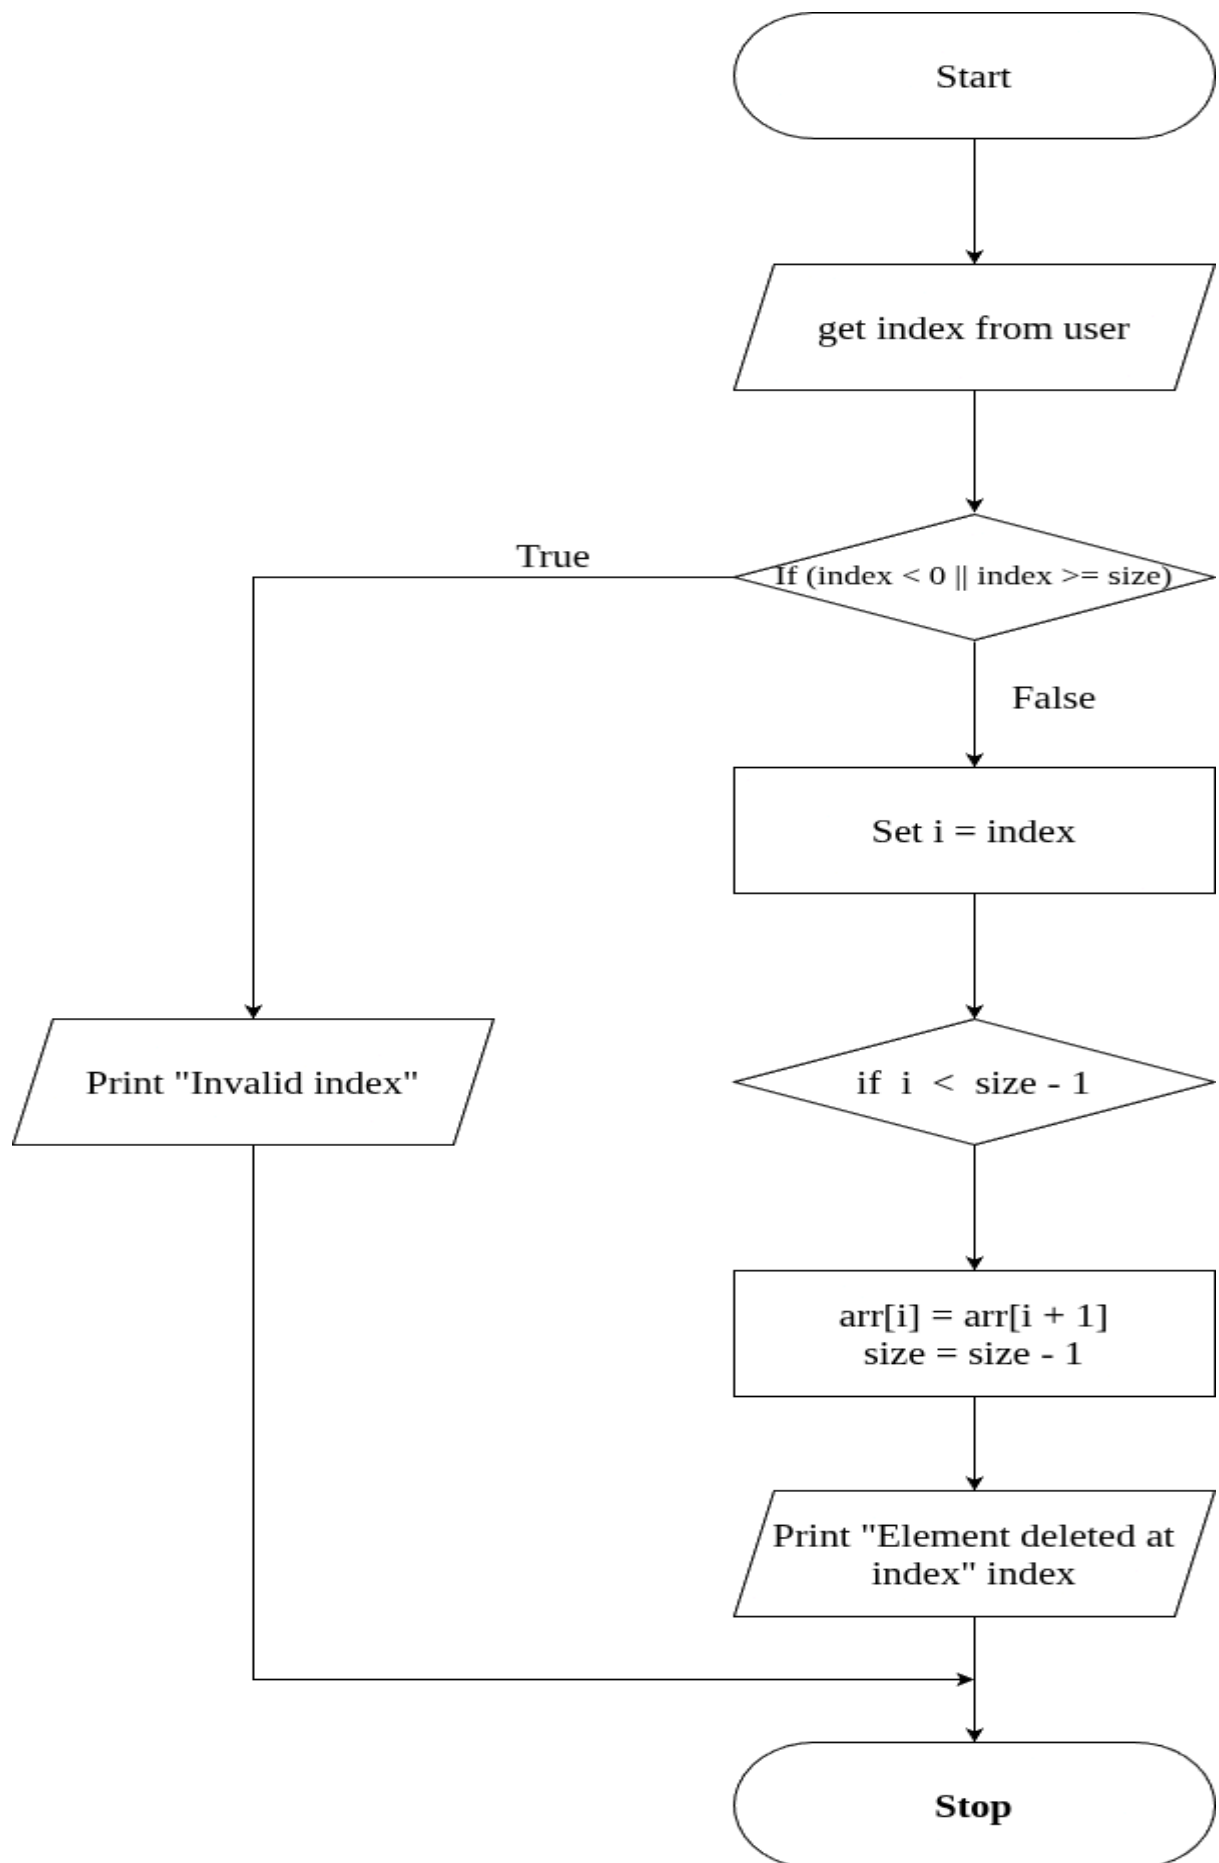 Start
get index from user
If (index < 0 || index >= size)
True
False
Set i = index
Print "Invalid index"
if i < size - 1
arr[i] = arr[i + 1]
size = size - 1
Print "Element deleted at
index" index
Stop